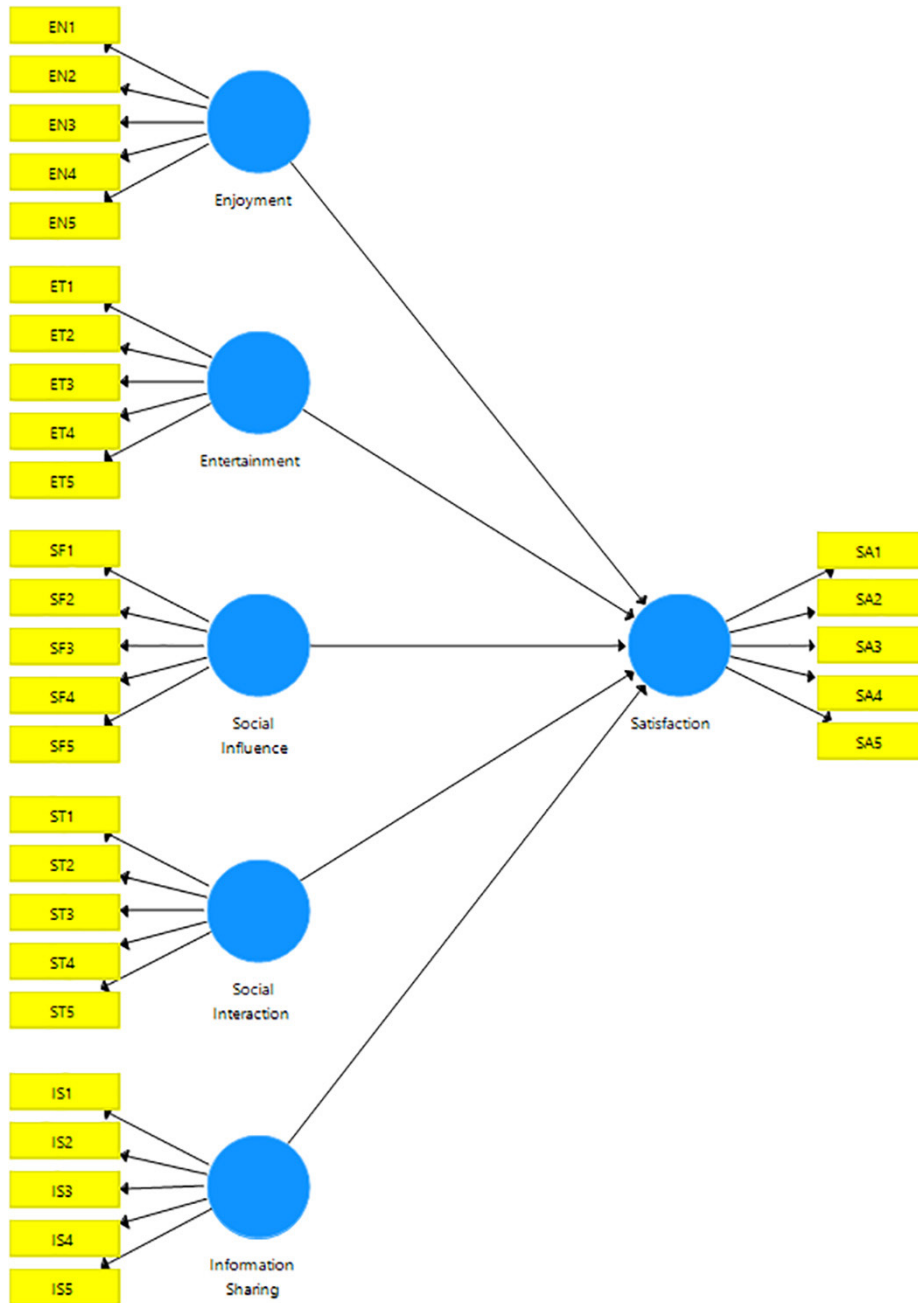 EN1
EN2
EN3
EN4
EN5
Enjoyment
ET1
ET2
ET3
ET4
ET5
Entertainment
SF1
SF2
SF3
SF4
SF5
Social
Influence
SA1
SA2
SA3
SA4
SA5
Satisfaction
ST1
ST2
ST3
ST4
ST5
Social
Interaction
IS1
IS2
IS3
IS4
IS5
Information
Sharing